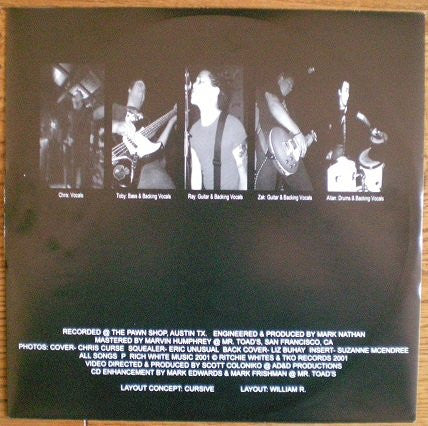 Chris: Vocals
Toby: Bass & Backing Vocals
Ray: Guitar & Backing Vocals
Zak: Guitar & Backing Vocals
Allan: Drums & Backing Vocals
RECORDED @ THE PAWN SHOP, AUSTIN TX. ENGINEERED & PRODUCED BY MARK NATHAN
MASTERED BY MARVIN HUMPHREY @ MR. TOAD'S, SAN FRANCISCO, CA
PHOTOS: COVER- CHRIS CURSE SQUEALER- ERIC UNUSUAL BACK COVER- LIZ BUHAY INSERT- SUZANNE MCENDREE
ALL SONGS P RICH WHITE MUSIC 2001 © RITCHIE WHITES & TKO RECORDS 2001
VIDEO DIRECTED & PRODUCED BY SCOTT COLONIKO @ AD&D PRODUCTIONS
CD ENHANCEMENT BY MARK EDWARDS & MARK FRISHMAN @ MR. TOAD'S
LAYOUT CONCEPT: CURSIVE LAYOUT: WILLIAM R.